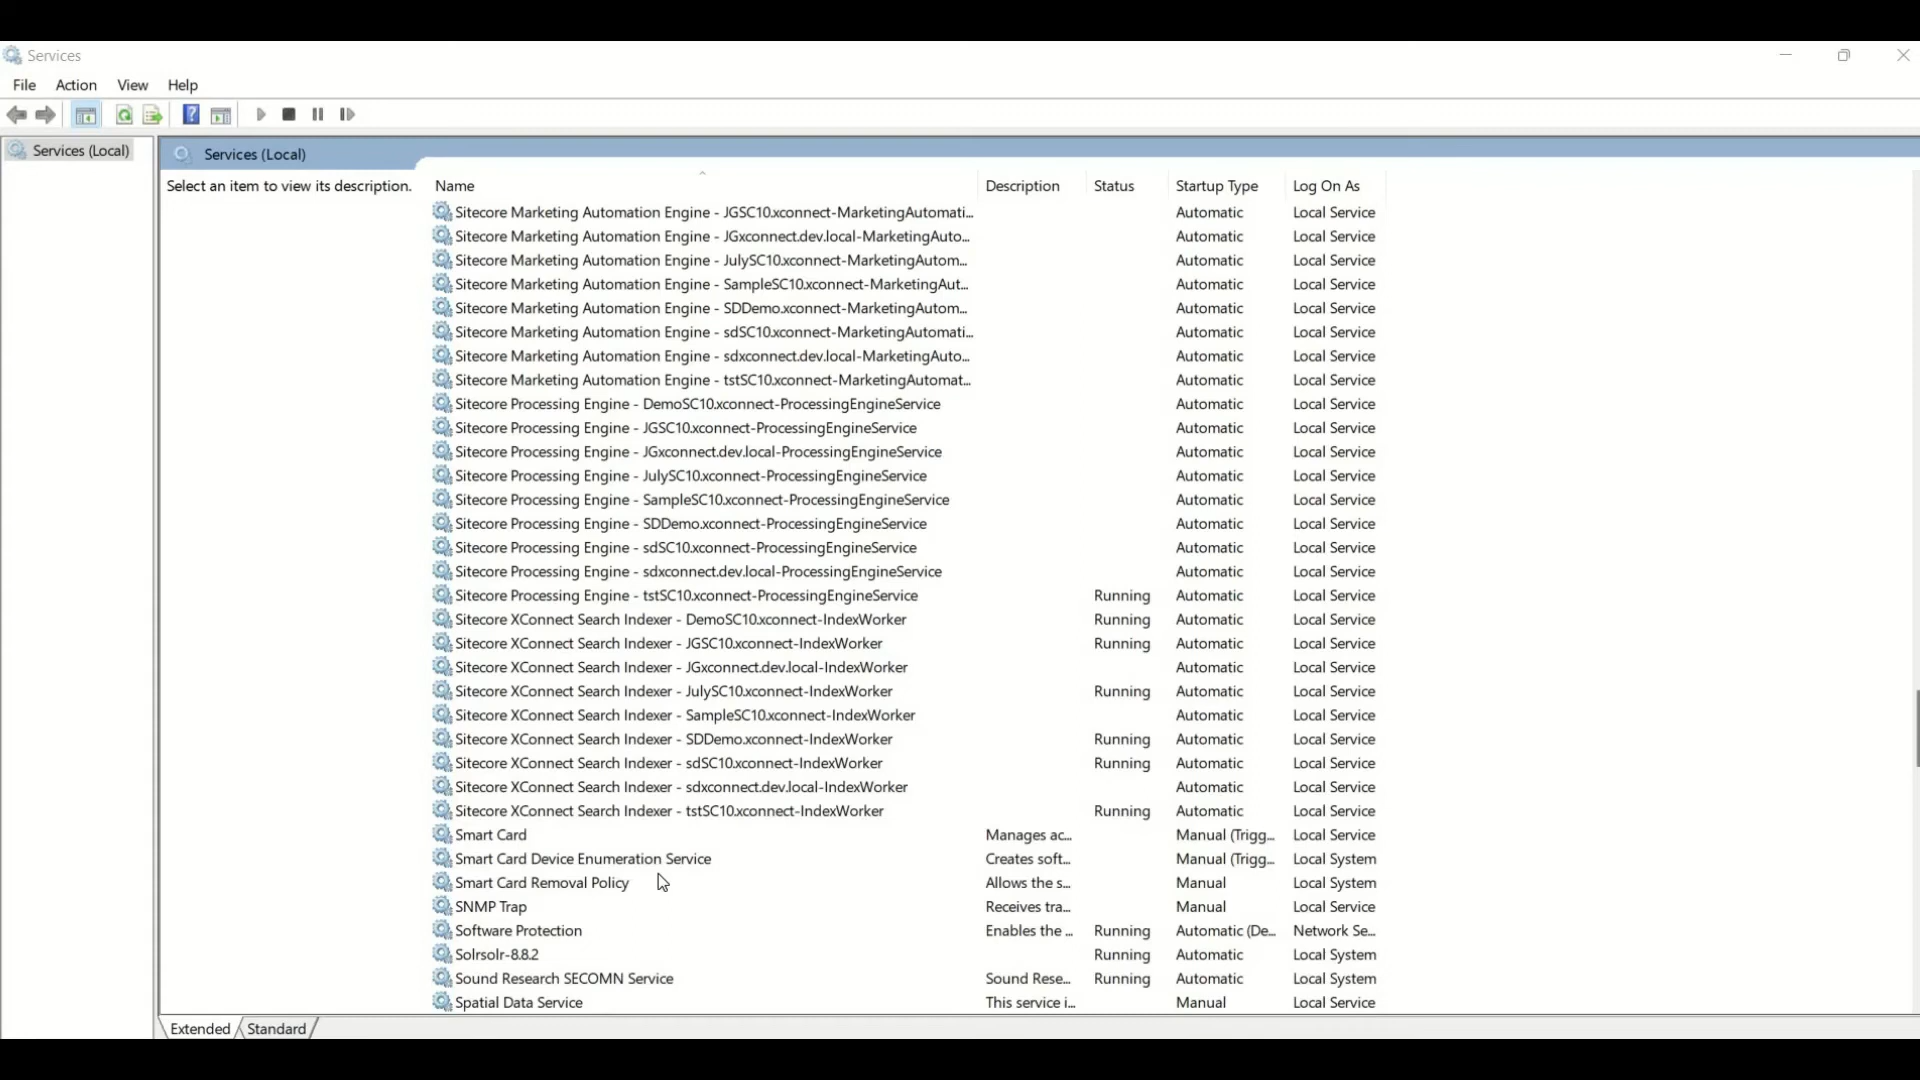 Services
File Action View Help
Services (Local)
Services (Local)
Select an item to view its description.
Name Description Status Startup Type Log On As
Sitecore Marketing Automation Engine - JGSC10.xconnect-MarketingAutomati... Automatic Local Service
Sitecore Marketing Automation Engine - JGxconnect.dev.local-MarketingAuto... Automatic Local Service
Sitecore Marketing Automation Engine - JulySC10.xconnect-MarketingAutom... Automatic Local Service
Sitecore Marketing Automation Engine - SampleSC10.xconnect-MarketingAut... Automatic Local Service
Sitecore Marketing Automation Engine - SDDemo.xconnect-MarketingAutom... Automatic Local Service
Sitecore Marketing Automation Engine - sdSC10.xconnect-MarketingAutomati... Automatic Local Service
Sitecore Marketing Automation Engine - sdxconnect.dev.local-MarketingAuto... Automatic Local Service
Sitecore Marketing Automation Engine - tstSC10.xconnect-MarketingAutomat... Automatic Local Service
Sitecore Processing Engine - DemoSC10.xconnect-ProcessingEngineService Automatic Local Service
Sitecore Processing Engine - JGSC10.xconnect-ProcessingEngineService Automatic Local Service
Sitecore Processing Engine - JGxconnect.dev.local-ProcessingEngineService Automatic Local Service
Sitecore Processing Engine - JulySC10.xconnect-ProcessingEngineService Automatic Local Service
Sitecore Processing Engine - SampleSC10.xconnect-ProcessingEngineService Automatic Local Service
Sitecore Processing Engine - SDDemo.xconnect-ProcessingEngineService Automatic Local Service
Sitecore Processing Engine - sdSC10.xconnect-ProcessingEngineService Automatic Local Service
Sitecore Processing Engine - sdxconnect.dev.local-ProcessingEngineService Automatic Local Service
Sitecore Processing Engine - tstSC10.xconnect-ProcessingEngineService Running Automatic Local Service
Sitecore XConnect Search Indexer - DemoSC10.xconnect-IndexWorker Running Automatic Local Service
Sitecore XConnect Search Indexer - JGSC10.xconnect-IndexWorker Running Automatic Local Service
Sitecore XConnect Search Indexer - JGxconnect.dev.local-IndexWorker Automatic Local Service
Sitecore XConnect Search Indexer - JulySC10.xconnect-IndexWorker Running Automatic Local Service
Sitecore XConnect Search Indexer - SampleSC10.xconnect-IndexWorker Automatic Local Service
Sitecore XConnect Search Indexer - SDDemo.xconnect-IndexWorker Running Automatic Local Service
Sitecore XConnect Search Indexer - sdSC10.xconnect-IndexWorker Running Automatic Local Service
Sitecore XConnect Search Indexer - sdxconnect.dev.local-IndexWorker Automatic Local Service
Sitecore XConnect Search Indexer - tstSC10.xconnect-IndexWorker Running Automatic Local Service
Smart Card Manages ac... Manual (Trigg... Local Service
Smart Card Device Enumeration Service Creates soft... Manual (Trigg... Local System
Smart Card Removal Policy Allows the s... Manual Local System
SNMP Trap Receives tra... Manual Local Service
Software Protection Enables the ... Running Automatic (De... Network Se...
Solrsolr-8.8.2 Running Automatic Local System
Sound Research SECOMN Service Sound Rese... Running Automatic Local System
Spatial Data Service This service i... Manual Local Service
Extended Standard